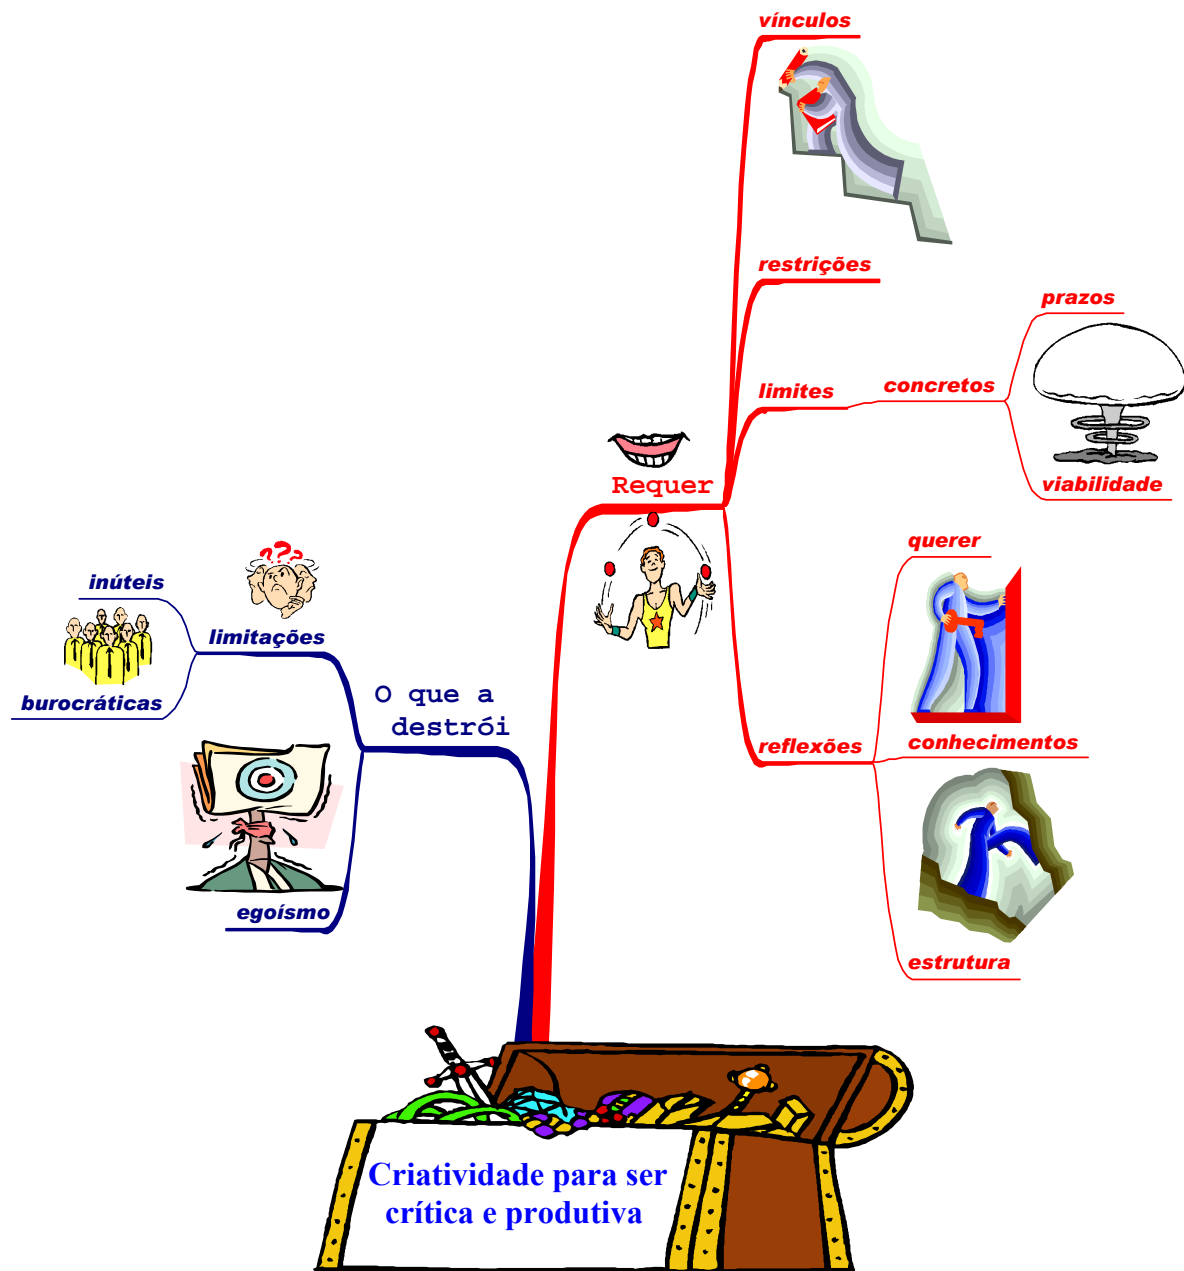 vínculos
restrições
prazos
limites
concretos
Requer
viabilidade
querer
inúteis
limitações
burocráticas
O que a
destrói
reflexões
conhecimentos
egoísmo
estrutura
Criatividade para ser
crítica e produtiva
???